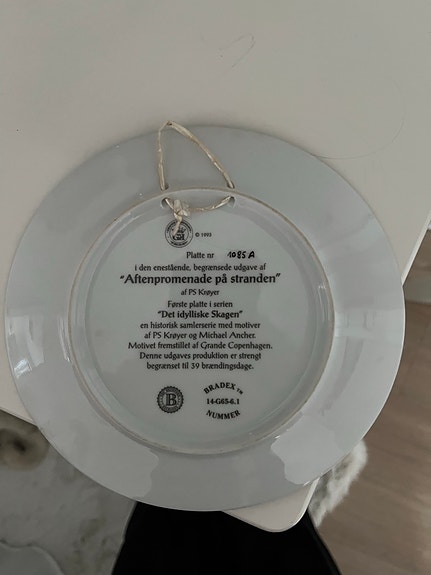 © 1993
Platte nr 1085 A
i den enestående, begrænsede udgave af
"Aftenpromenade på stranden"
af PS Krøyer
Første platte i serien
"Det idylliske Skagen"
en historisk samlerserie med motiver
af PS Krøyer og Michael Ancher.
Motivet fremstillet af Grande Copenhagen.
Denne udgaves produktion er strengt
begrænset til 39 brændingsdage.
B
BRADEX ™
14-G65-6.1
NUMMER